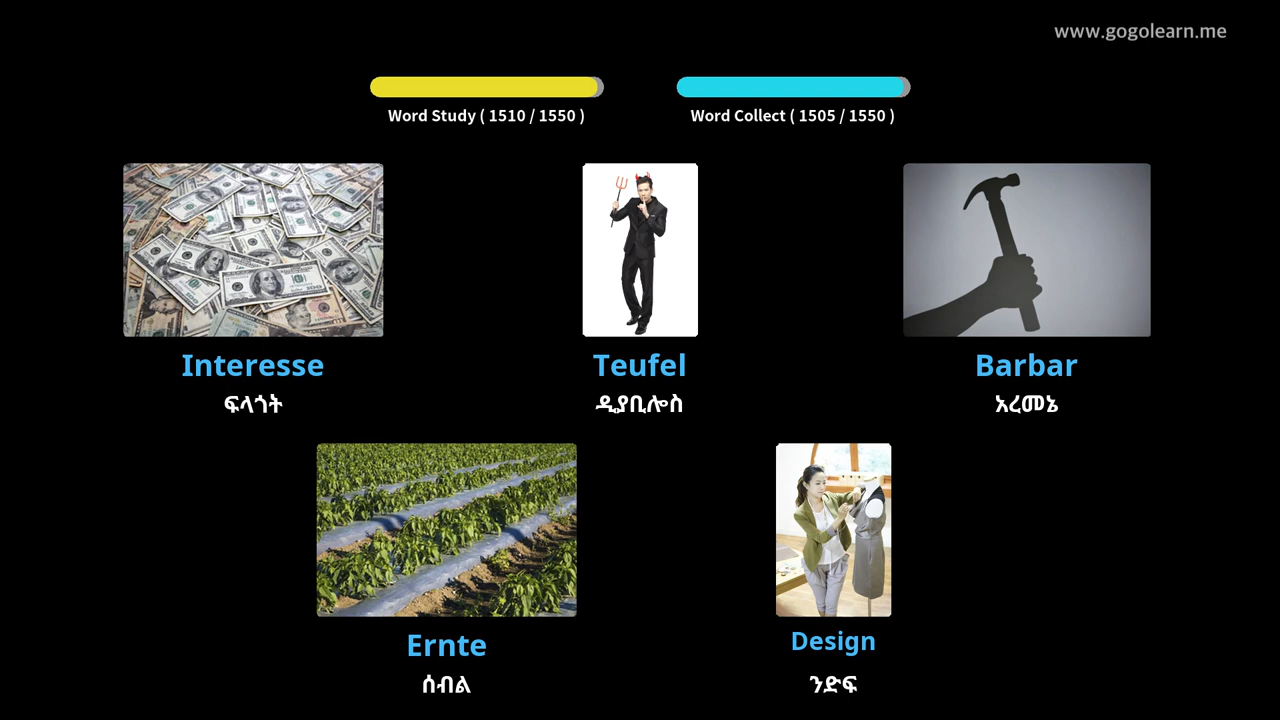 www.gogolearn.me
Word Study ( 1510 / 1550 )
Word Collect ( 1505 / 1550 )
Interesse
ፍላጎት
Teufel
ዲያቢሎስ
Barbar
አረመኔ
Ernte
ሰብል
Design
ንድፍ